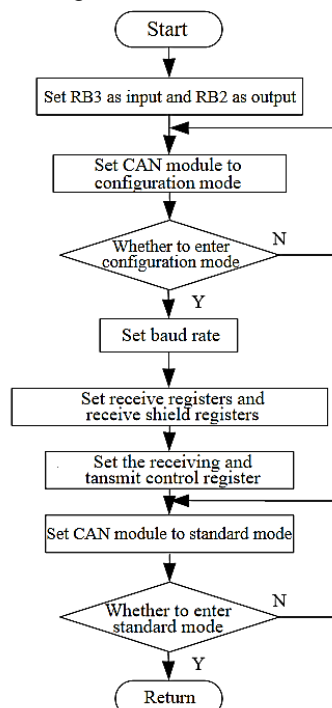 Start
Set RB3 as input and RB2 as output
Set CAN module to
configuration mode
Whether to enter
configuration mode
N
Y
Set baud rate
Set receive registers and
receive shield registers
Set the receiving and
tansmit control register
Set CAN module to standard mode
Whether to enter
standard mode
N
Y
Return